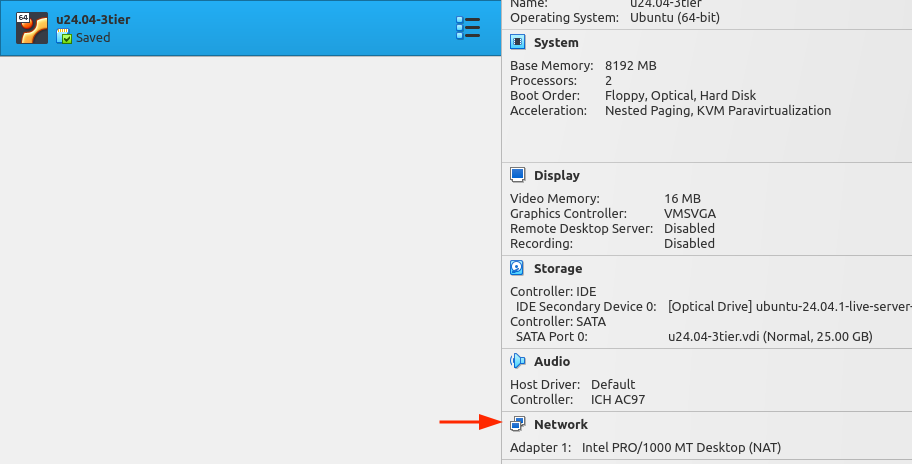 64
u24.04-3tier
Saved
Name: u24.04-3tier
Operating System: Ubuntu (64-bit)
System
Base Memory: 8192 MB
Processors: 2
Boot Order: Floppy, Optical, Hard Disk
Acceleration: Nested Paging, KVM Paravirtualization
Display
Video Memory: 16 MB
Graphics Controller: VMSVGA
Remote Desktop Server: Disabled
Recording: Disabled
Storage
Controller: IDE
IDE Secondary Device 0: [Optical Drive] ubuntu-24.04.1-live-server-
Controller: SATA
SATA Port 0: u24.04-3tier.vdi (Normal, 25.00 GB)
Audio
Host Driver: Default
Controller: ICH AC97
Network
Adapter 1: Intel PRO/1000 MT Desktop (NAT)